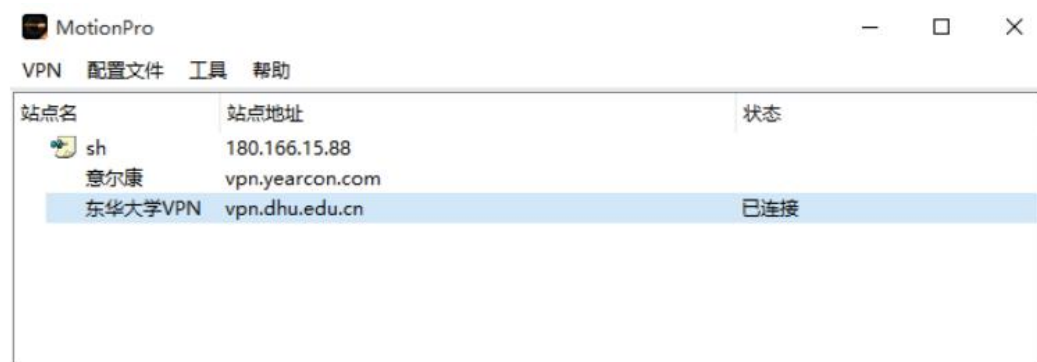 MotionPro
VPN 配置文件 工具 帮助
站点名 站点地址 状态
sh 180.166.15.88
意尔康 vpn.yearcon.com
东华大学VPN vpn.dhu.edu.cn 已连接